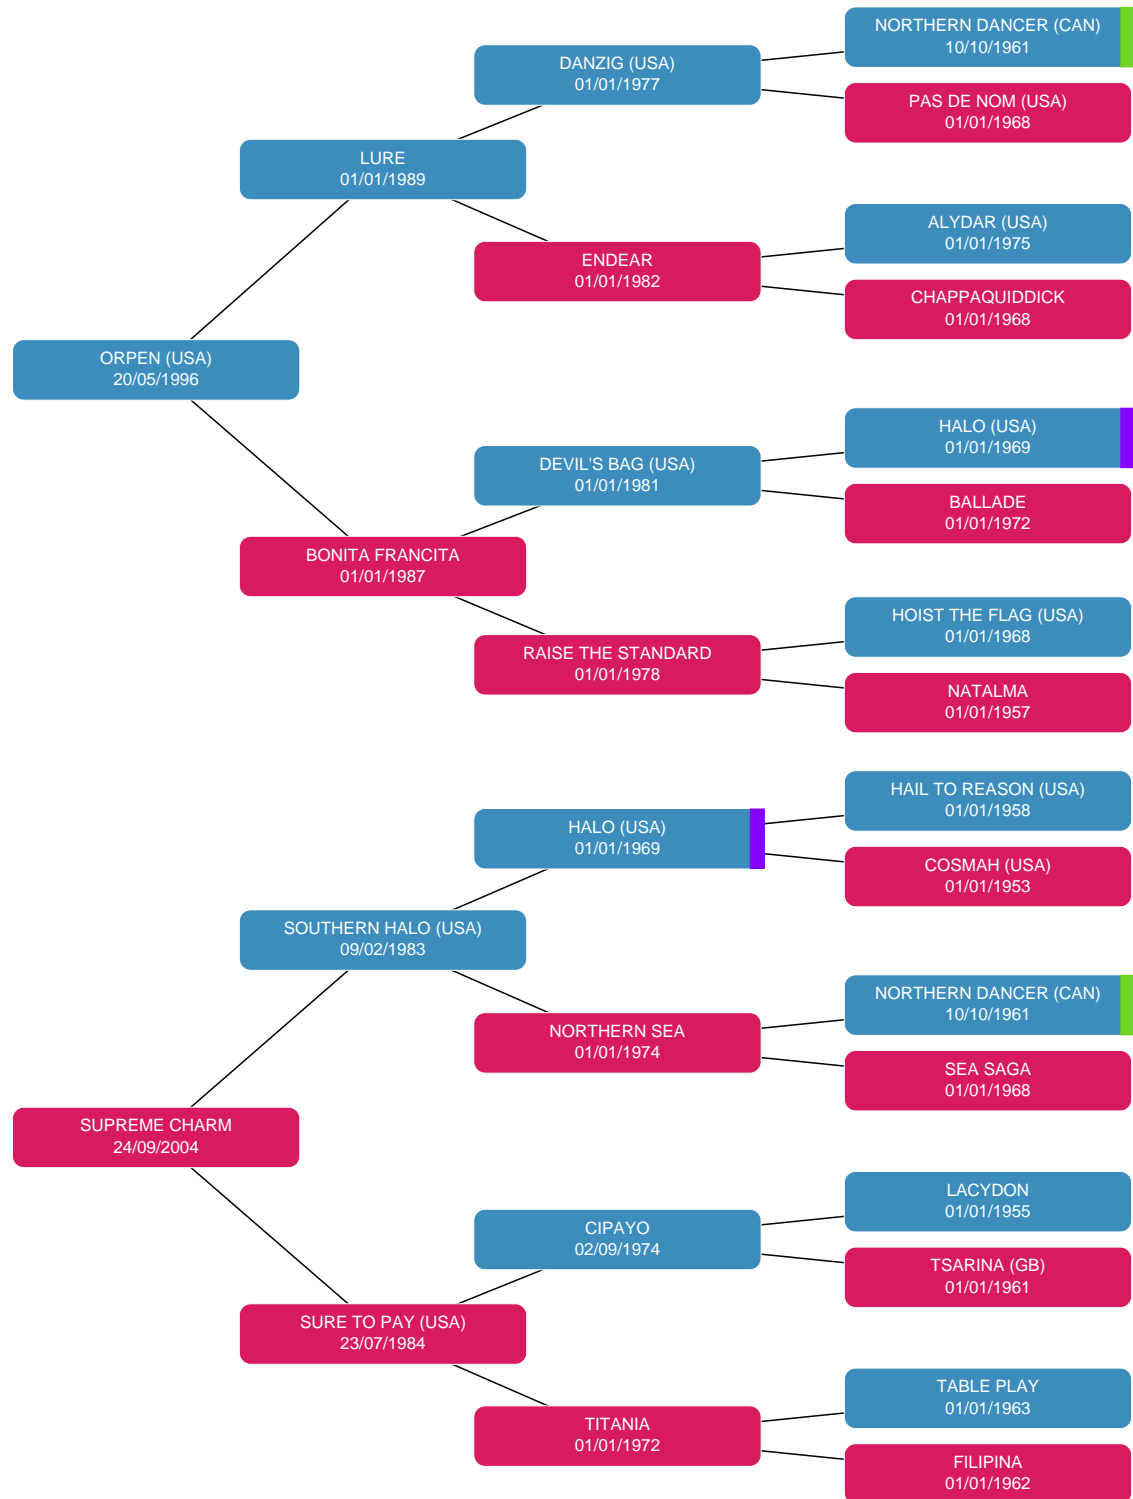 NORTHERN DANCER (CAN)
10/10/1961
DANZIG (USA)
01/01/1977
PAS DE NOM (USA)
01/01/1968
LURE
01/01/1989
ALYDAR (USA)
01/01/1975
ENDEAR
01/01/1982
CHAPPAQUIDDICK
01/01/1968
ORPEN (USA)
20/05/1996
HALO (USA)
01/01/1969
DEVIL'S BAG (USA)
01/01/1981
BALLADE
01/01/1972
BONITA FRANCITA
01/01/1987
HOIST THE FLAG (USA)
01/01/1968
RAISE THE STANDARD
01/01/1978
NATALMA
01/01/1957
HAIL TO REASON (USA)
01/01/1958
HALO (USA)
01/01/1969
COSMAH (USA)
01/01/1953
SOUTHERN HALO (USA)
09/02/1983
NORTHERN DANCER (CAN)
10/10/1961
NORTHERN SEA
01/01/1974
SEA SAGA
01/01/1968
SUPREME CHARM
24/09/2004
LACYDON
01/01/1955
CIPAYO
02/09/1974
TSARINA (GB)
01/01/1961
SURE TO PAY (USA)
23/07/1984
TABLE PLAY
01/01/1963
TITANIA
01/01/1972
FILIPINA
01/01/1962